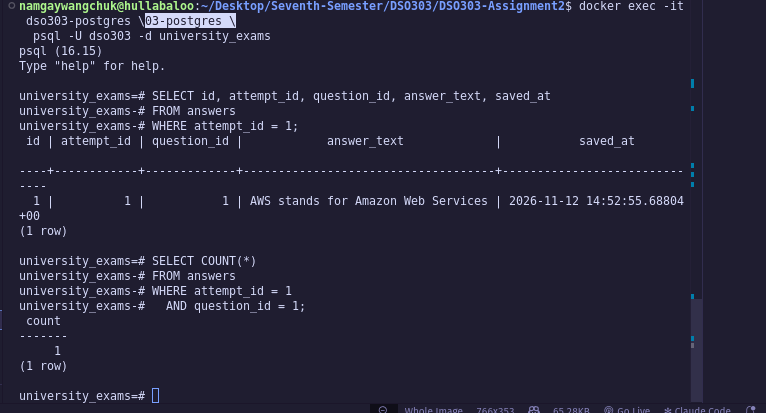 namgaywangchuk@hullabaloo:~/Desktop/Seventh-Semester/DSO303/DSO303-Assignment2$ docker exec -it
dso303-postgres \03-postgres \
psql -U dso303 -d university_exams
psql (16.15)
Type "help" for help.
university_exams=# SELECT id, attempt_id, question_id, answer_text, saved_at
university_exams-# FROM answers
university_exams-# WHERE attempt_id = 1;
id | attempt_id | question_id | answer_text | saved_at
----+------------+-------------+-----------------------------------+--------------------------
----
1 | 1 | 1 | AWS stands for Amazon Web Services | 2026-11-12 14:52:55.68804
+00
(1 row)
university_exams=# SELECT COUNT(*)
university_exams-# FROM answers
university_exams-# WHERE attempt_id = 1
university_exams-#   AND question_id = 1;
count
-------
1
(1 row)
university_exams=#
Whole Image 766x353 65.28KB Go Live Claude Code